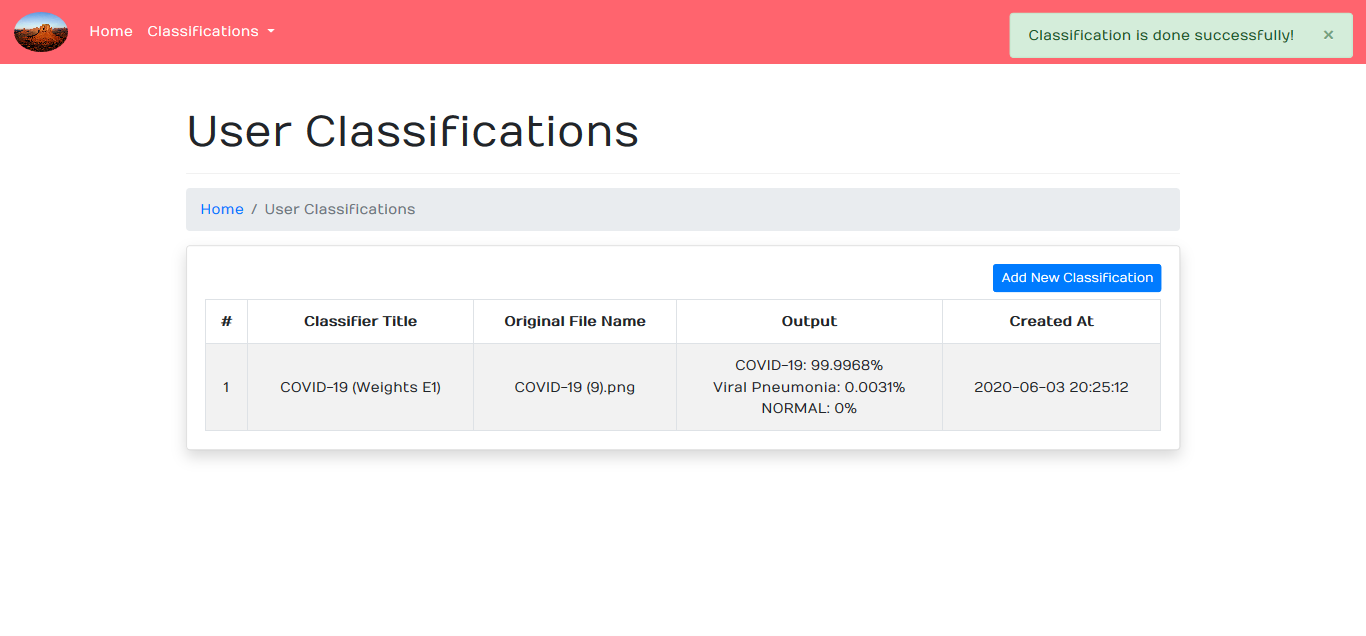 Home Classifications
Classification is done successfully! ×
User Classifications
Home / User Classifications
Add New Classification
# Classifier Title Original File Name Output Created At
1 COVID-19 (Weights E1) COVID-19 (9).png COVID-19: 99.9968%
Viral Pneumonia: 0.0031%
NORMAL: 0%
2020-06-03 20:25:12